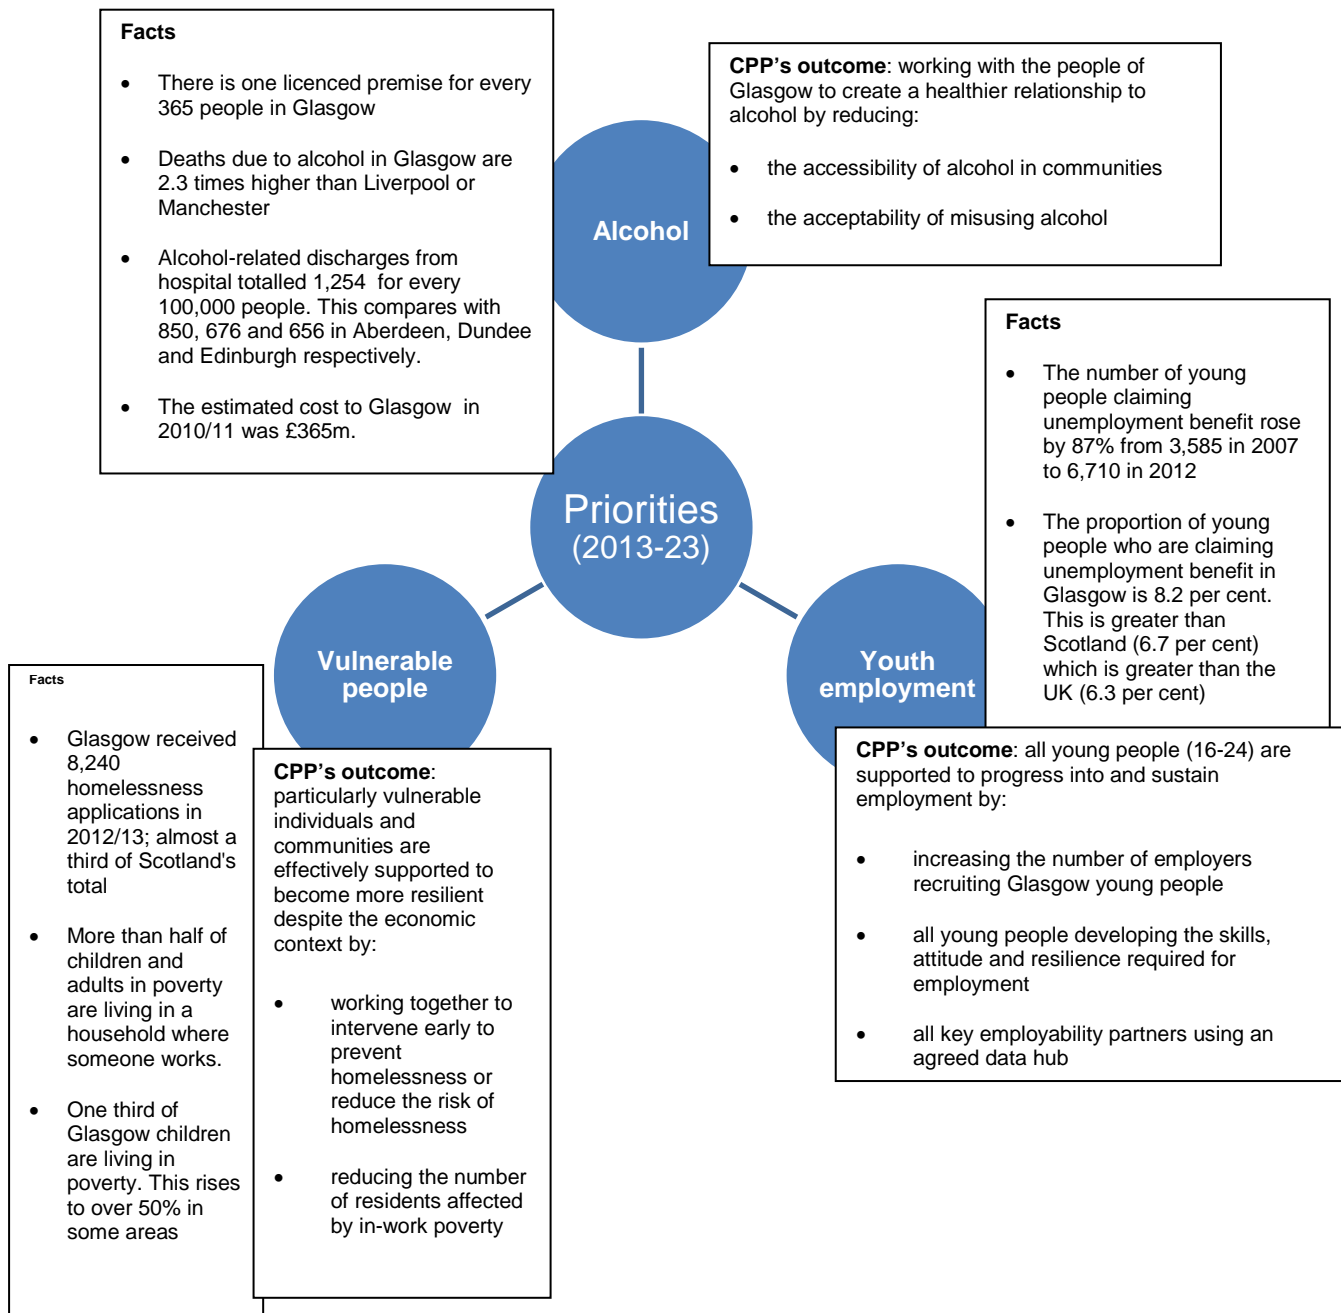 Facts
• There is one licenced premise for every
365 people in Glasgow
• Deaths due to alcohol in Glasgow are
2.3 times higher than Liverpool or
Manchester
• Alcohol-related discharges from
hospital totalled 1,254 for every
100,000 people. This compares with
850, 676 and 656 in Aberdeen, Dundee
and Edinburgh respectively.
• The estimated cost to Glasgow in
2010/11 was £365m.
CPP's outcome: working with the people of
Glasgow to create a healthier relationship to
alcohol by reducing:
• the accessibility of alcohol in communities
• the acceptability of misusing alcohol
Alcohol
Priorities
(2013-23)
Facts
• The number of young
people claiming
unemployment benefit rose
by 87% from 3,585 in 2007
to 6,710 in 2012
• The proportion of young
people who are claiming
unemployment benefit in
Glasgow is 8.2 per cent.
This is greater than
Scotland (6.7 per cent)
which is greater than the
UK (6.3 per cent)
Youth
employment
CPP's outcome: all young people (16-24) are
supported to progress into and sustain
employment by:
• increasing the number of employers
recruiting Glasgow young people
• all young people developing the skills,
attitude and resilience required for
employment
• all key employability partners using an
agreed data hub
Vulnerable
people
Facts
• Glasgow received
8,240
homelessness
applications in
2012/13; almost a
third of Scotland's
total
• More than half of
children and
adults in poverty
are living in a
household where
someone works.
• One third of
Glasgow children
are living in
poverty. This rises
to over 50% in
some areas
CPP's outcome:
particularly vulnerable
individuals and
communities are
effectively supported to
become more resilient
despite the economic
context by:
• working together to
intervene early to
prevent
homelessness or
reduce the risk of
homelessness
• reducing the number
of residents affected
by in-work poverty